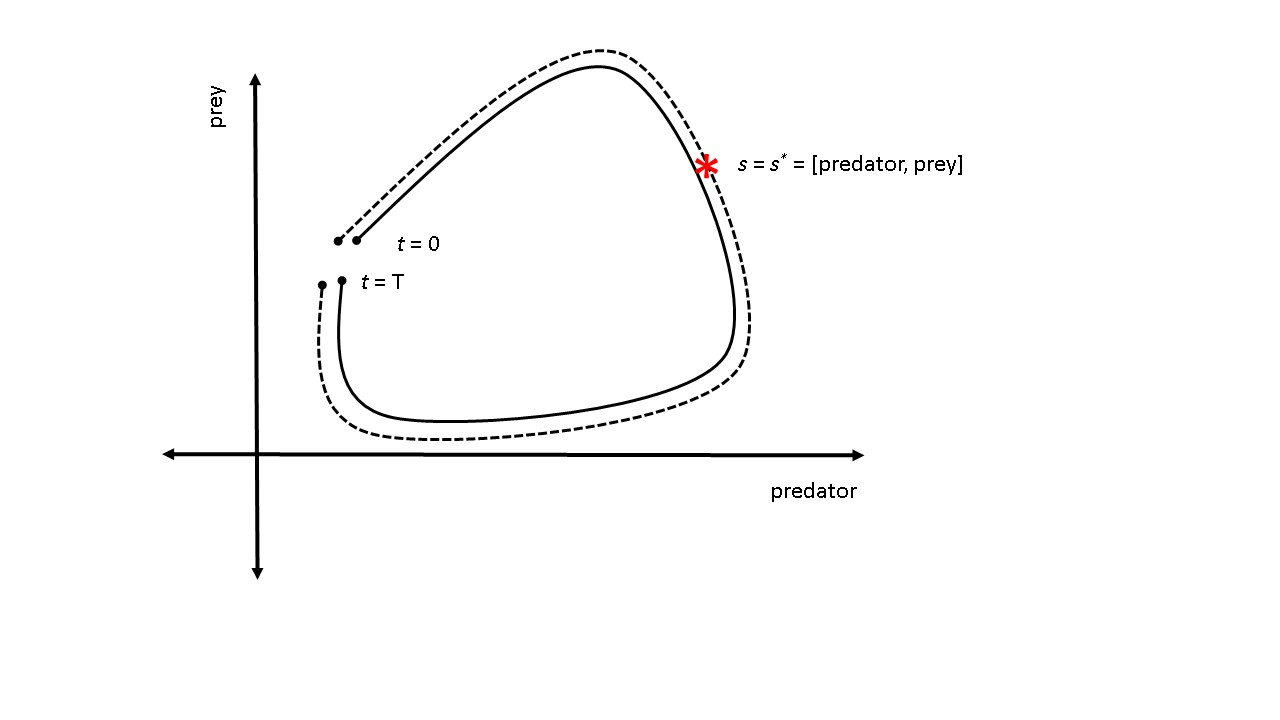 prey
s = s* = [predator, prey]
t = 0
t = T
predator